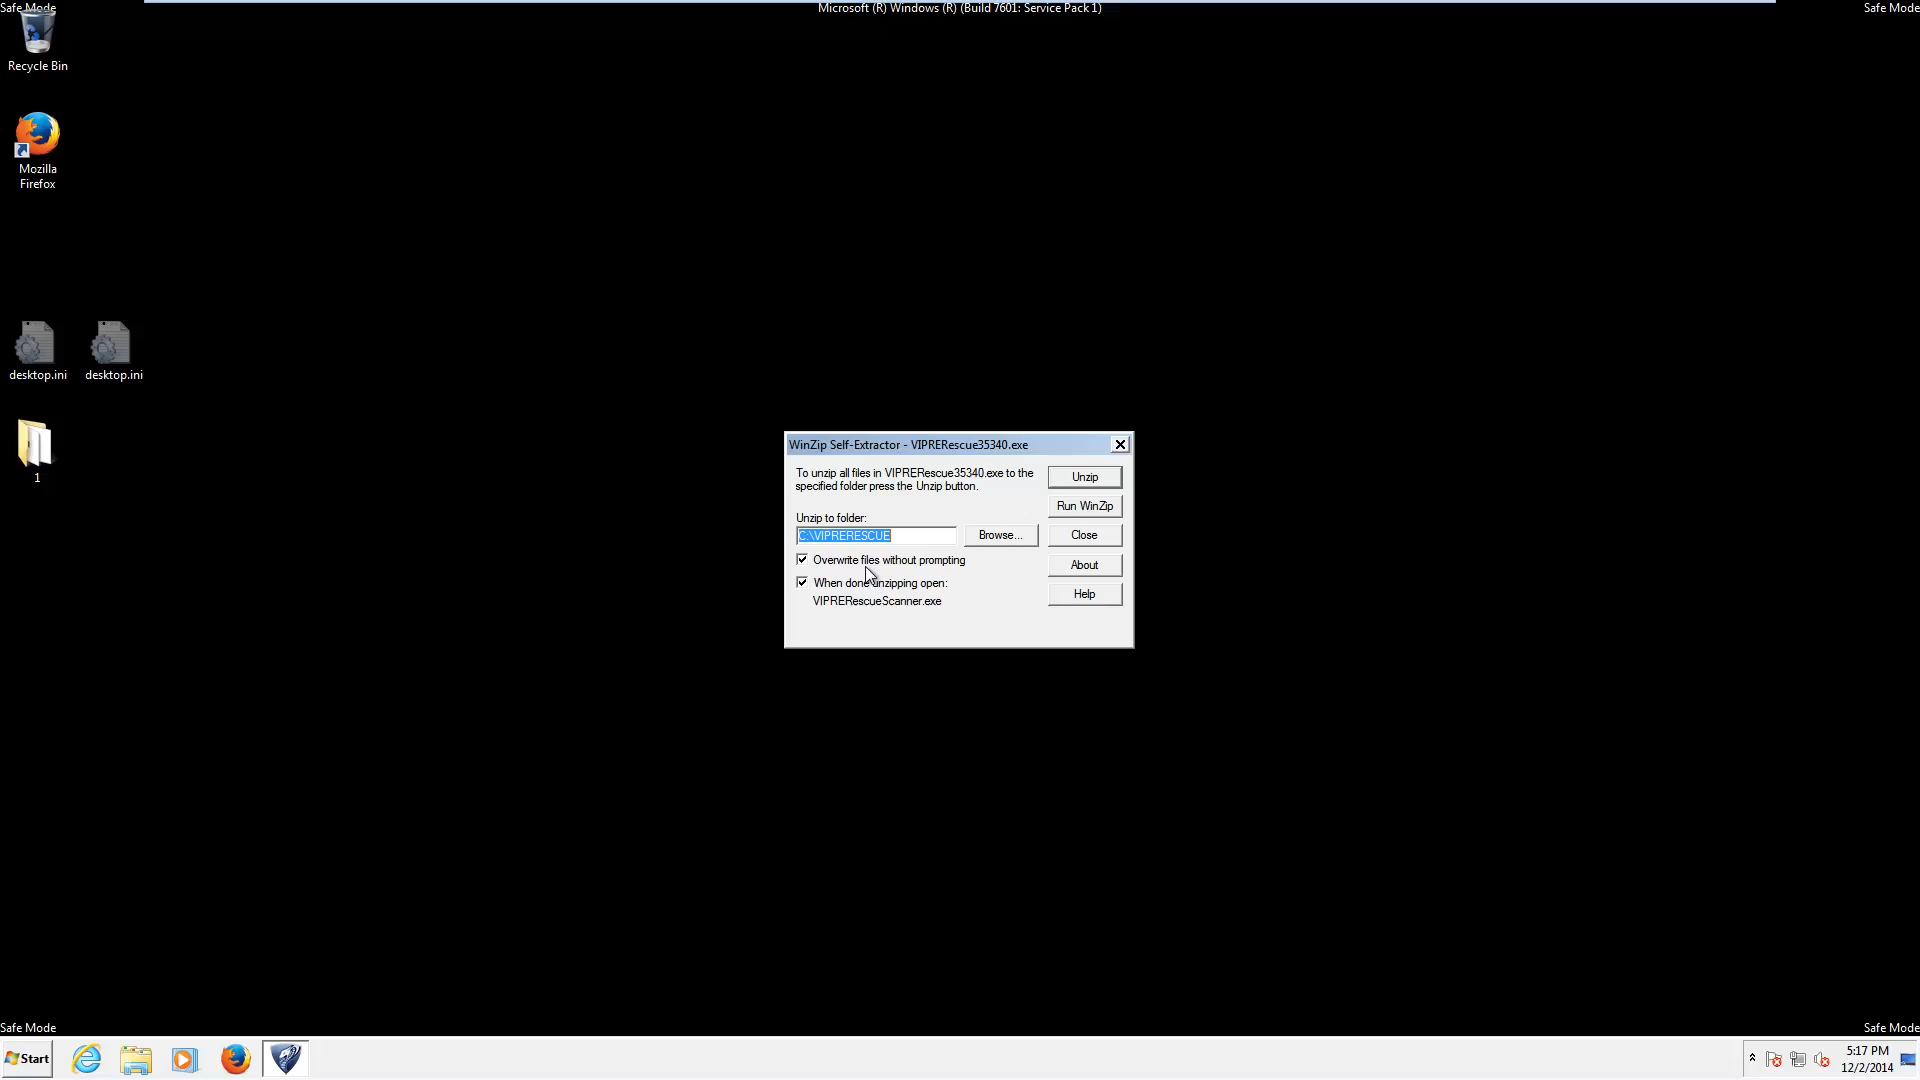 Safe Mode
Microsoft (R) Windows (R) (Build 7601: Service Pack 1)
Safe Mode
Recycle Bin
Mozilla
Firefox
desktop.ini
desktop.ini
1
WinZip Self-Extractor - VIPRERescue35340.exe
To unzip all files in VIPRERescue35340.exe to the
specified folder press the Unzip button.
Unzip to folder:
C:\VIPRERESCUE
Browse...
Overwrite files without prompting
When done unzipping open:
VIPRERescueScanner.exe
Unzip
Run WinZip
Close
About
Help
Safe Mode
Safe Mode
Start
5:17 PM
12/2/2014